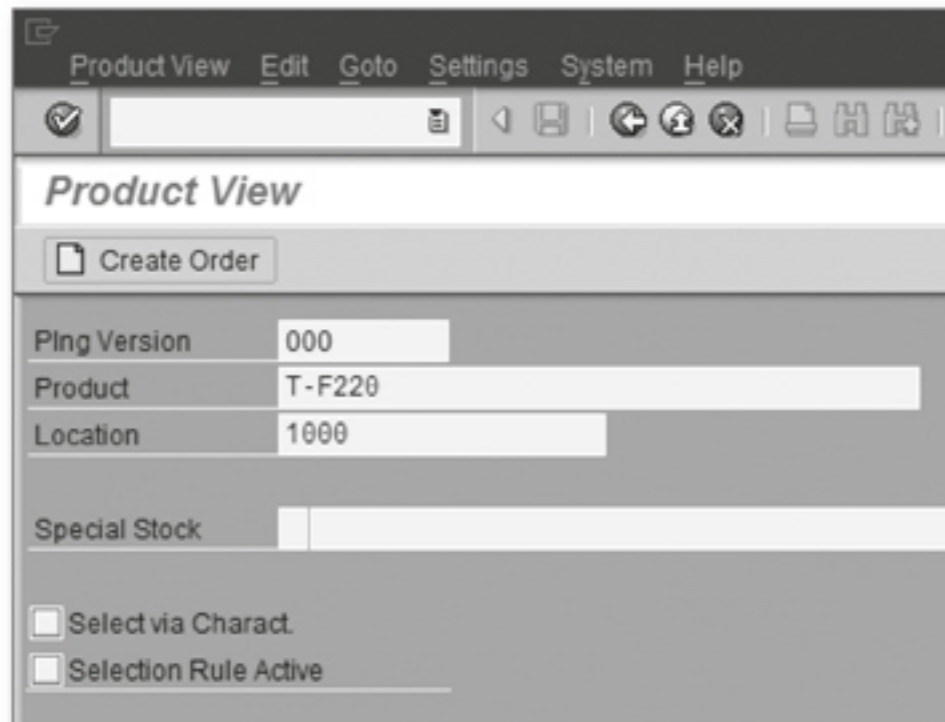 Product View Edit Goto Settings System Help
Product View
Create Order
Plng Version 000
Product T-F220
Location 1000
Special Stock
Select via Charact.
Selection Rule Active